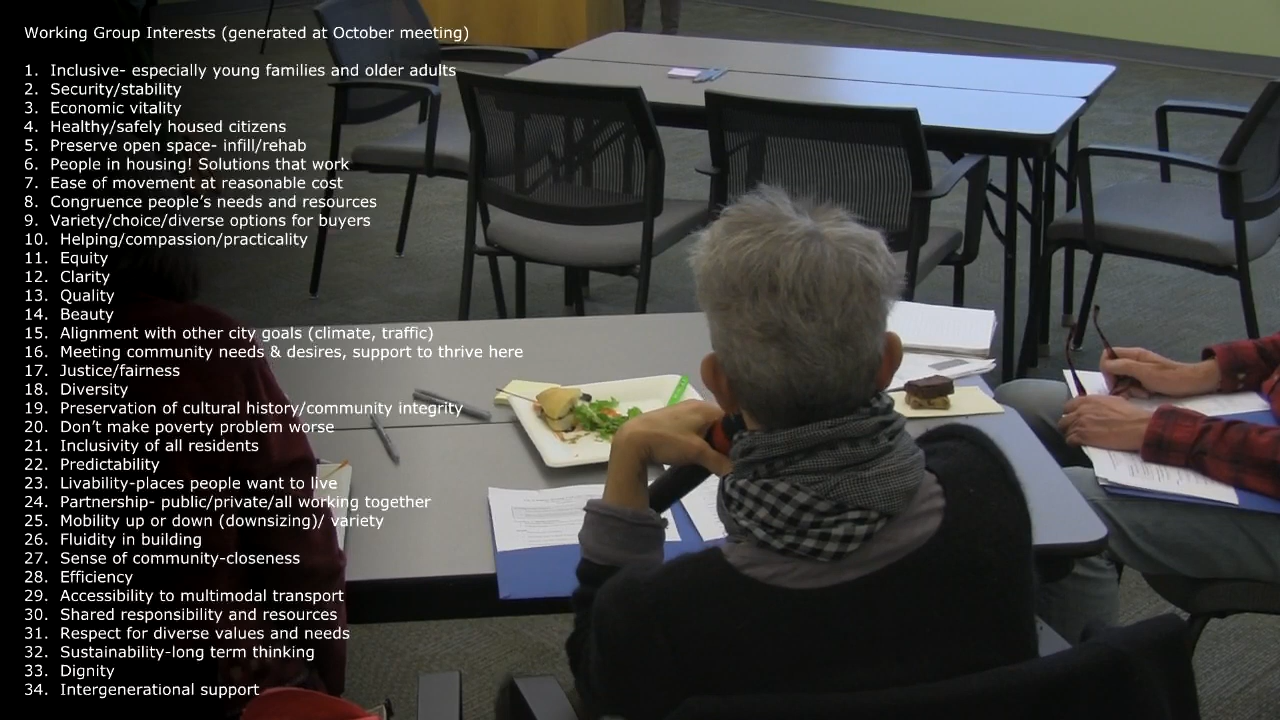 Working Group Interests (generated at October meeting)
1. Inclusive- especially young families and older adults
2. Security/stability
3. Economic vitality
4. Healthy/safely housed citizens
5. Preserve open space- infill/rehab
6. People in housing! Solutions that work
7. Ease of movement at reasonable cost
8. Congruence people's needs and resources
9. Variety/choice/diverse options for buyers
10. Helping/compassion/practicality
11. Equity
12. Clarity
13. Quality
14. Beauty
15. Alignment with other city goals (climate, traffic)
16. Meeting community needs & desires, support to thrive here
17. Justice/fairness
18. Diversity
19. Preservation of cultural history/community integrity
20. Don't make poverty problem worse
21. Inclusivity of all residents
22. Predictability
23. Livability-places people want to live
24. Partnership- public/private/all working together
25. Mobility up or down (downsizing)/ variety
26. Fluidity in building
27. Sense of community-closeness
28. Efficiency
29. Accessibility to multimodal transport
30. Shared responsibility and resources
31. Respect for diverse values and needs
32. Sustainability-long term thinking
33. Dignity
34. Intergenerational support